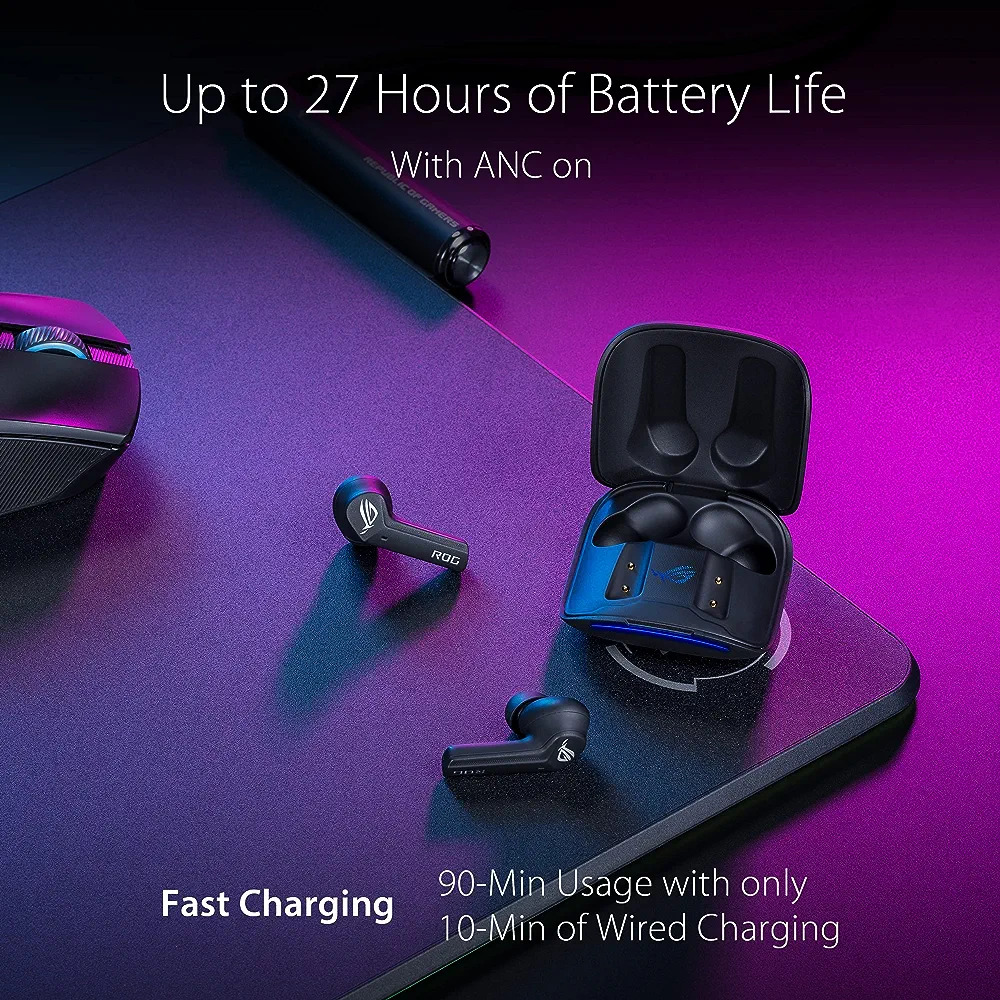 Up to 27 Hours of Battery Life
With ANC on
REPUBLIC OF GAMERS
ROG
ROG
Fast Charging
90-Min Usage with only
10-Min of Wired Charging